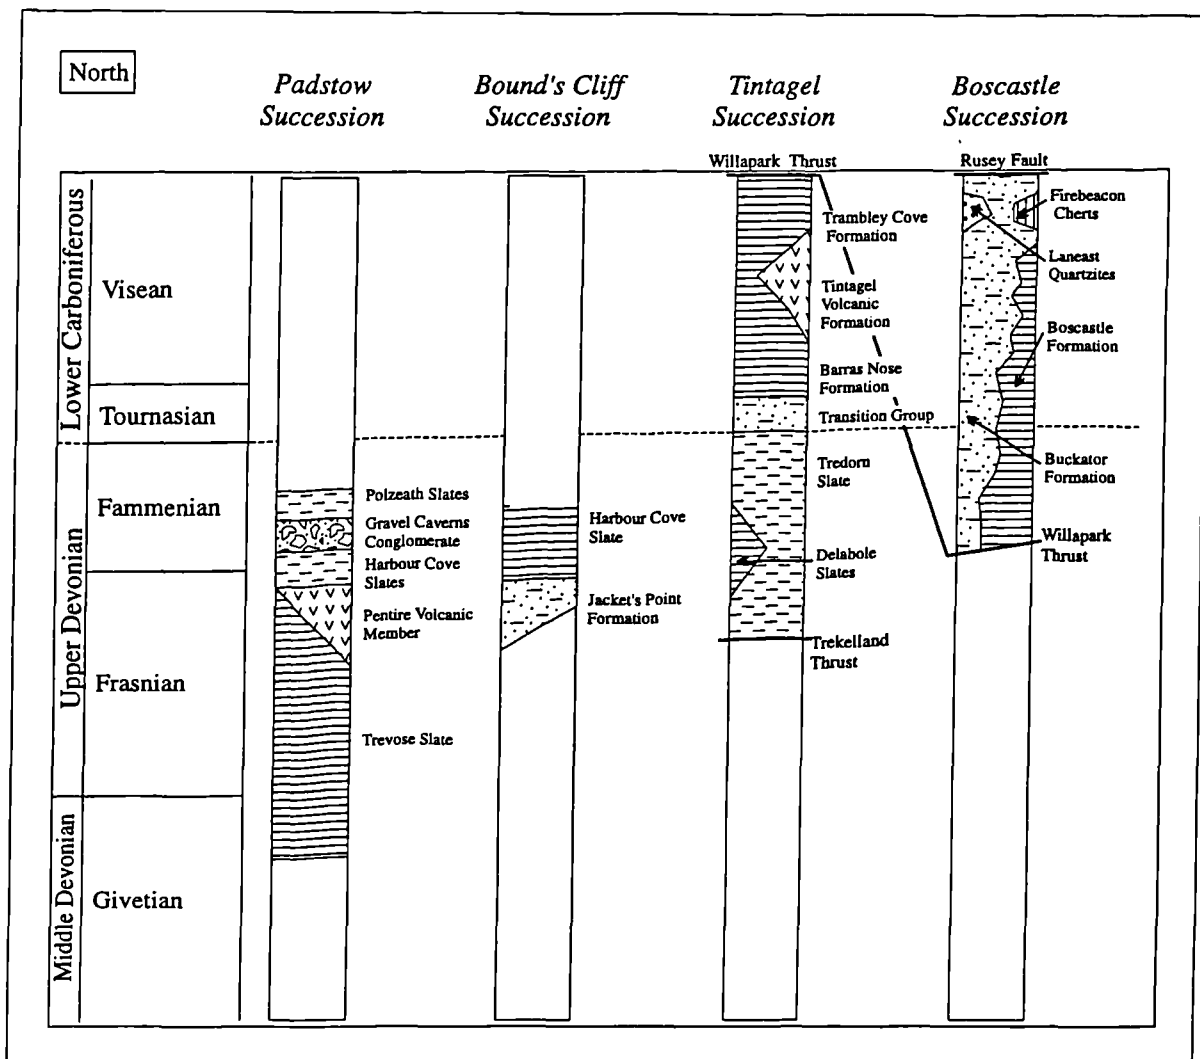 North
Padstow
Succession
Bound's Cliff
Succession
Tintagel
Succession
Boscastle
Succession
Lower Carboniferous
Visean
Tournasian
Upper Devonian
Fammenian
Frasnian
Middle Devonian
Givetian
Polzeath Slates
Gravel Caverns
Conglomerate
Harbour Cove
Slates
Pentire Volcanic
Member
Trevose Slate
Harbour Cove
Slate
Jacket's Point
Formation
Willapark Thrust
Trambley Cove
Formation
Tintagel
Volcanic
Formation
Barras Nose
Formation
Transition Group
Tredorn
Slate
Delabole
Slates
Trekelland
Thrust
Rusey Fault
Firebeacon
Cherts
Laneast
Quartzites
Boscastle
Formation
Buckator
Formation
Willapark
Thrust